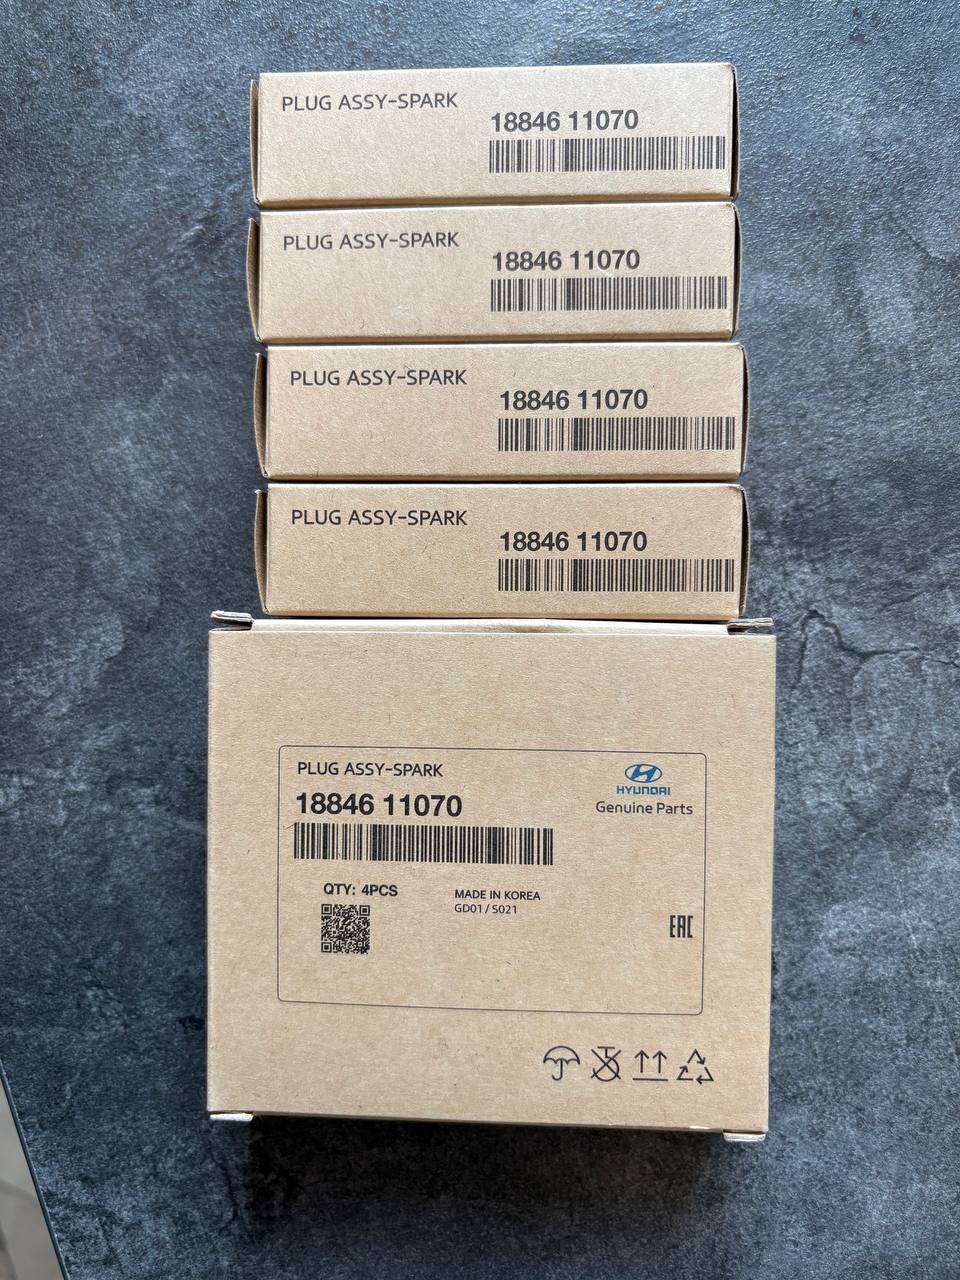 PLUG ASSY-SPARK
18846 11070
PLUG ASSY-SPARK
18846 11070
PLUG ASSY-SPARK
18846 11070
PLUG ASSY-SPARK
18846 11070
PLUG ASSY-SPARK
18846 11070
HYUNDAI
Genuine Parts
QTY: 4PCS
MADE IN KOREA
GD01 / S021
EAC